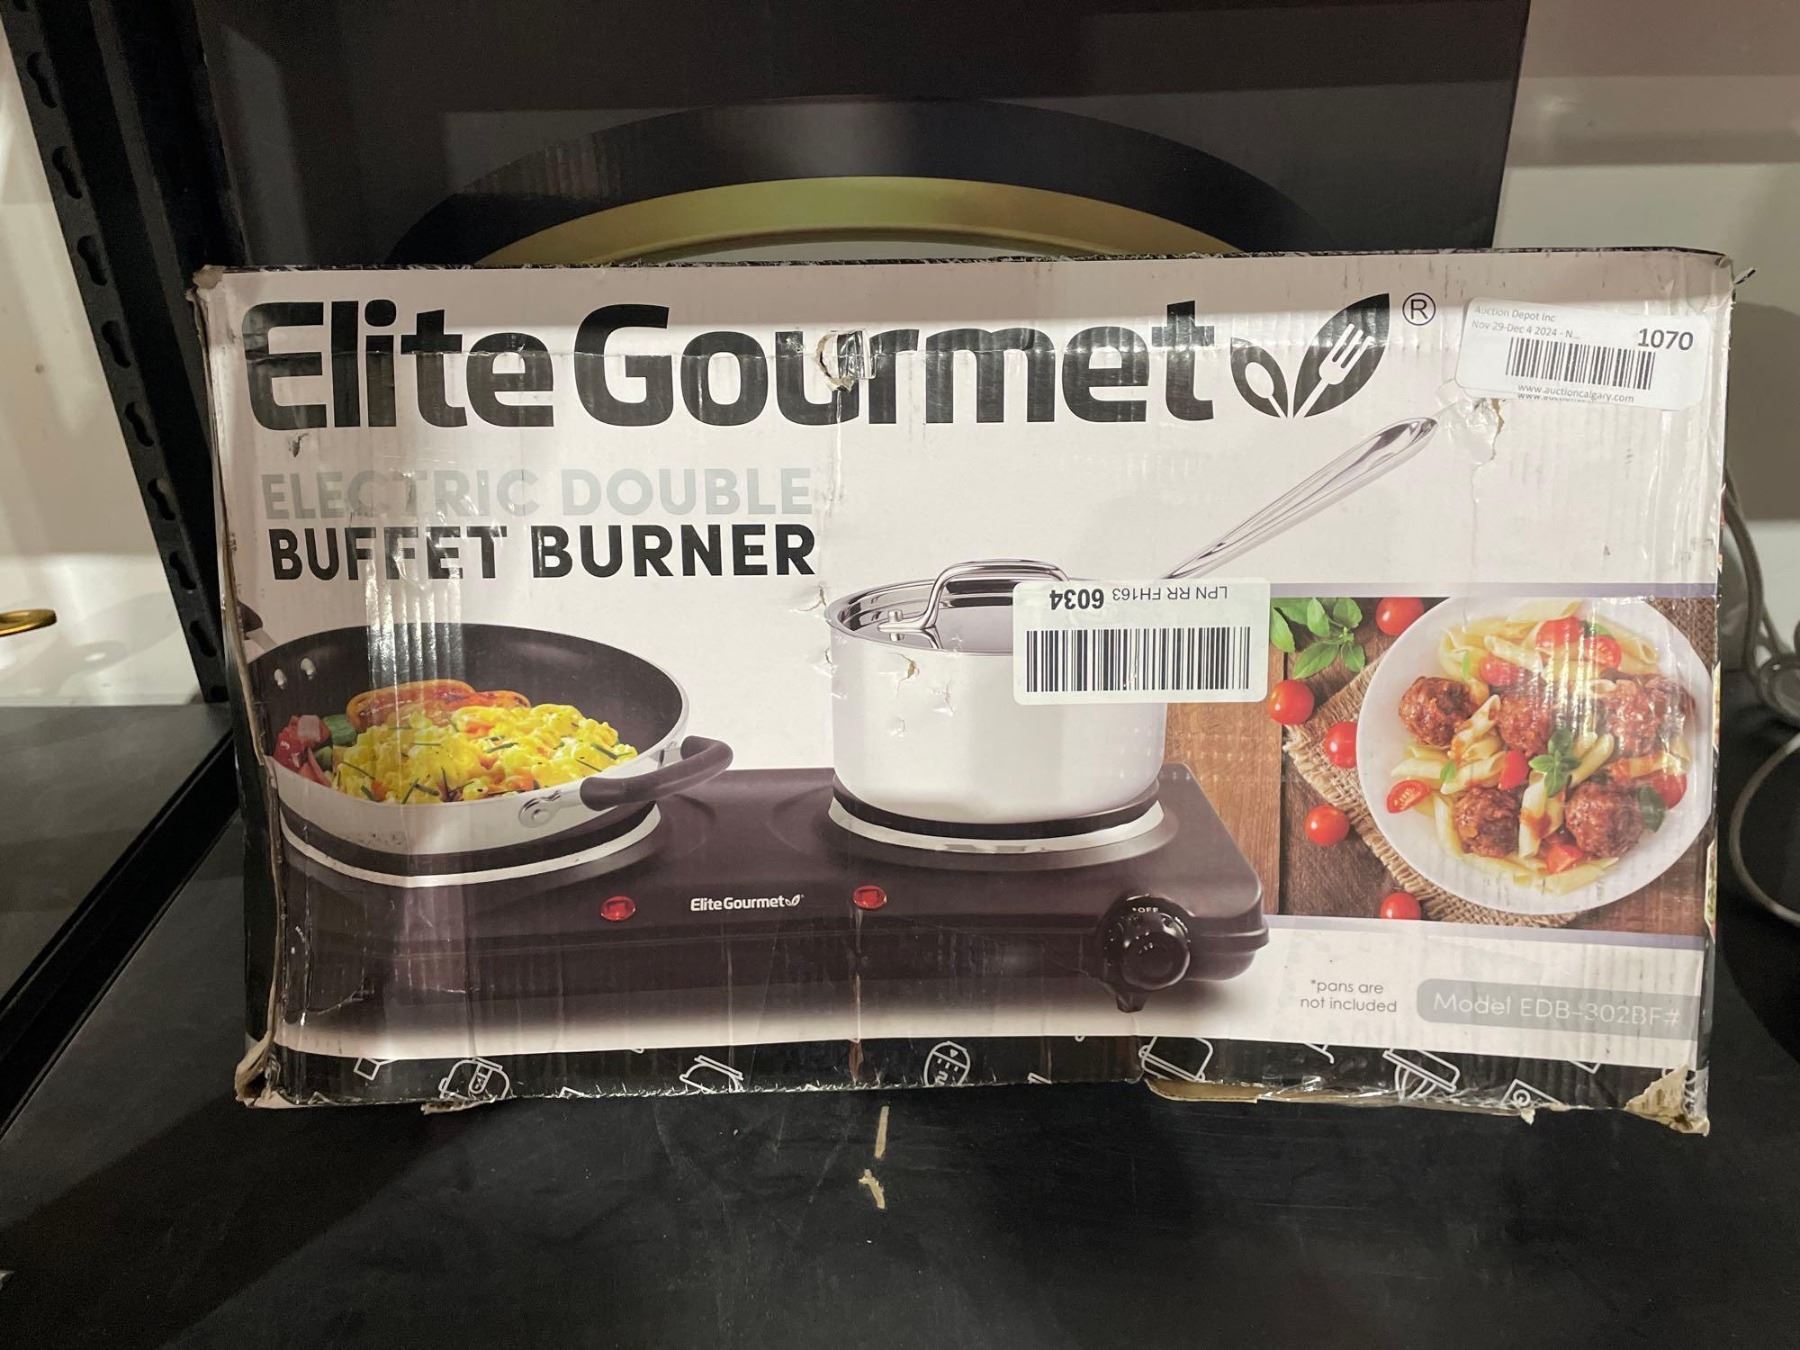 Elite Gourmet ®
Auction Depot Inc
Nov 29-Dec 4 2024 - N...
1070
www.auctioncalgary.com
ELECTRIC DOUBLE
BUFFET BURNER
LPN RR FH163 6034
OFF
Elite Gourmet
*pans are
not included
Model EDB-302BF#